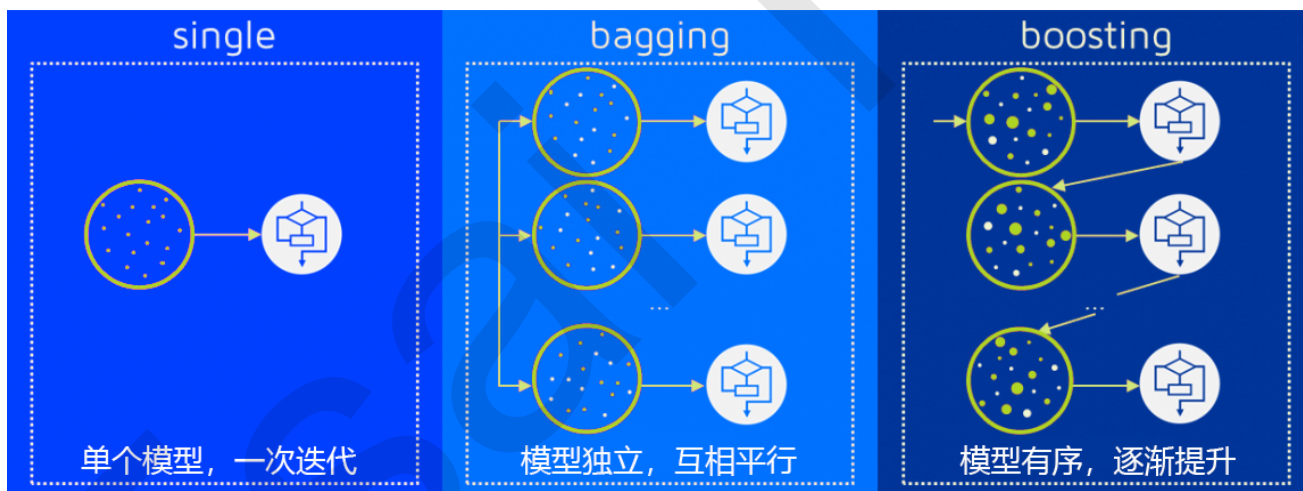 single
bagging
boosting
...
...
单个模型，一次迭代
模型独立，互相平行
模型有序，逐渐提升